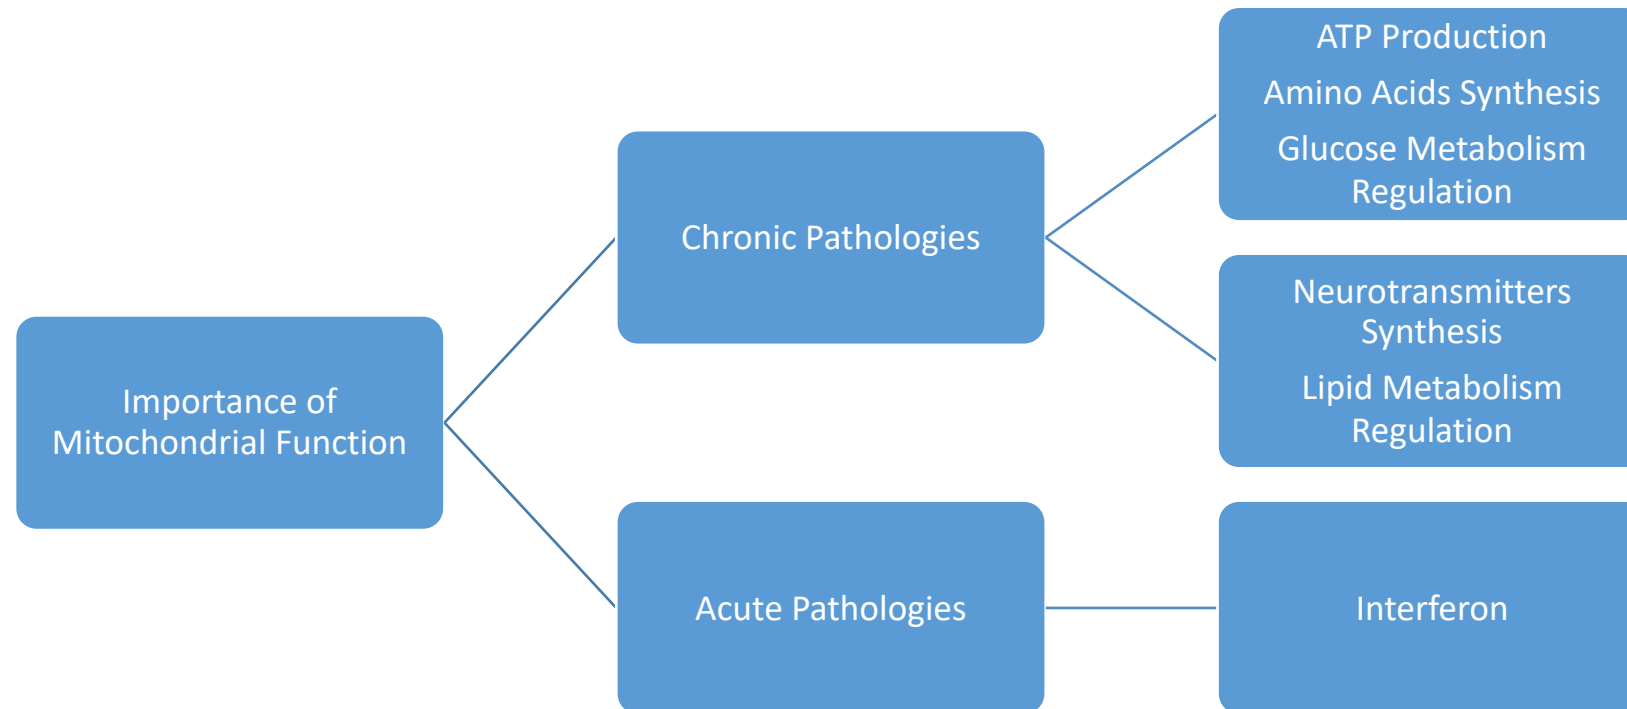 Importance of
Mitochondrial Function
Chronic Pathologies
ATP Production
Amino Acids Synthesis
Glucose Metabolism
Regulation
Neurotransmitters
Synthesis
Lipid Metabolism
Regulation
Acute Pathologies
Interferon